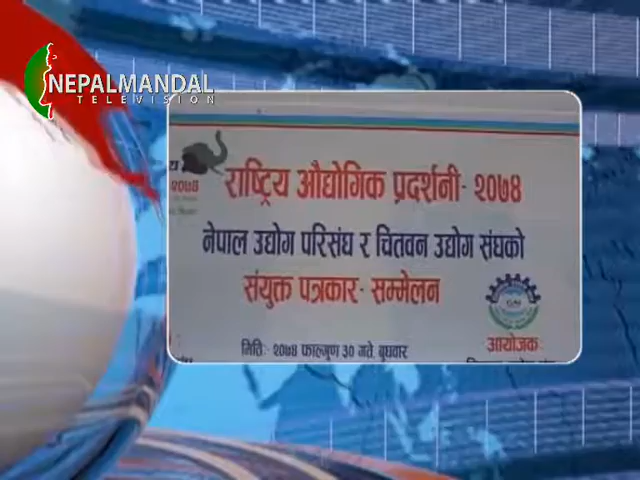 NEPALMANDAL
TELEVISION
राष्ट्रिय औद्योगिक प्रदर्शनी- २०७४
नेपाल उद्योग परिसंघ र चितवन उद्योग संघको
संयुक्त पत्रकार- सम्मेलन
मितिः- २०७४ फाल्गुण ३० गते, बुधवार
आयोजकः